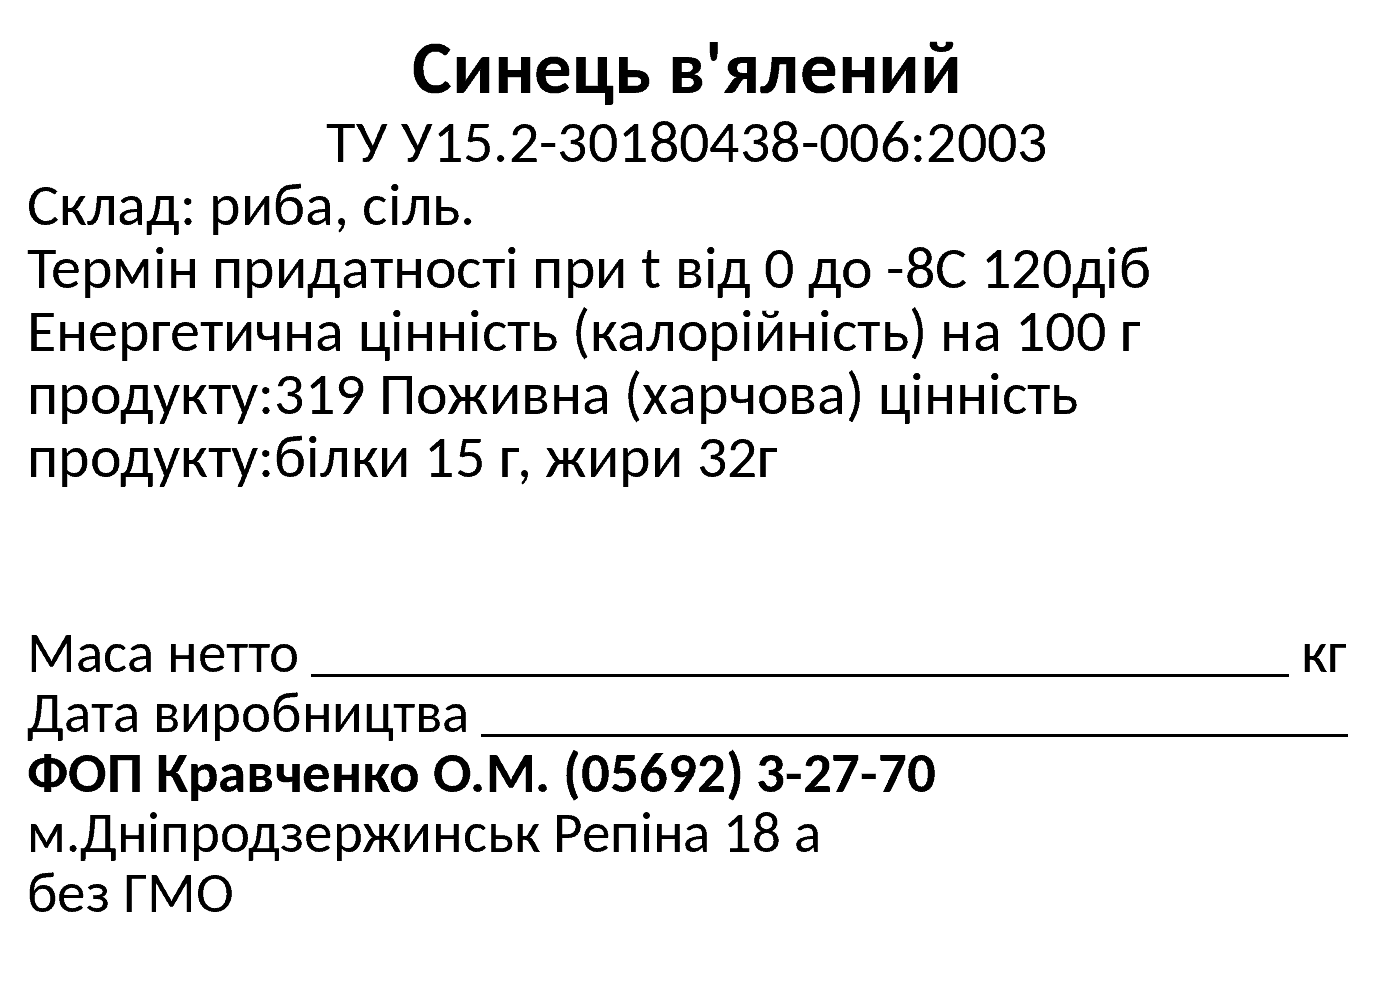 Синець в'ялений
ТУ У15.2-30180438-006:2003
Склад: риба, сіль.
Термін придатності при t від 0 до -8С 120діб
Енергетична цінність (калорійність) на 100 г
продукту:319 Поживна (харчова) цінність
продукту:білки 15 г, жири 32г
Маса нетто ______________________________ кг
Дата виробництва __________________________
ФОП Кравченко О.М. (05692) 3-27-70
м.Дніпродзержинськ Репіна 18 а
без ГМО